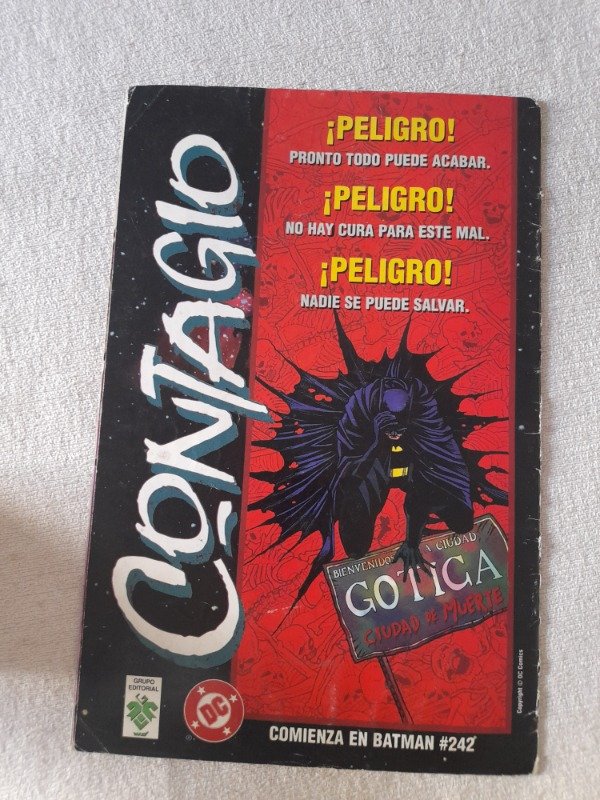 CONTAGIO
¡PELIGRO!
PRONTO TODO PUEDE ACABAR.
¡PELIGRO!
NO HAY CURA PARA ESTE MAL.
¡PELIGRO!
NADIE SE PUEDE SALVAR.
BIENVENIDOS A CIUDAD
GOTICA
CIUDAD DE MUERTE
GRUPO
EDITORIAL
VID
DC
COMIENZA EN BATMAN #242
Copyright © DC Comics